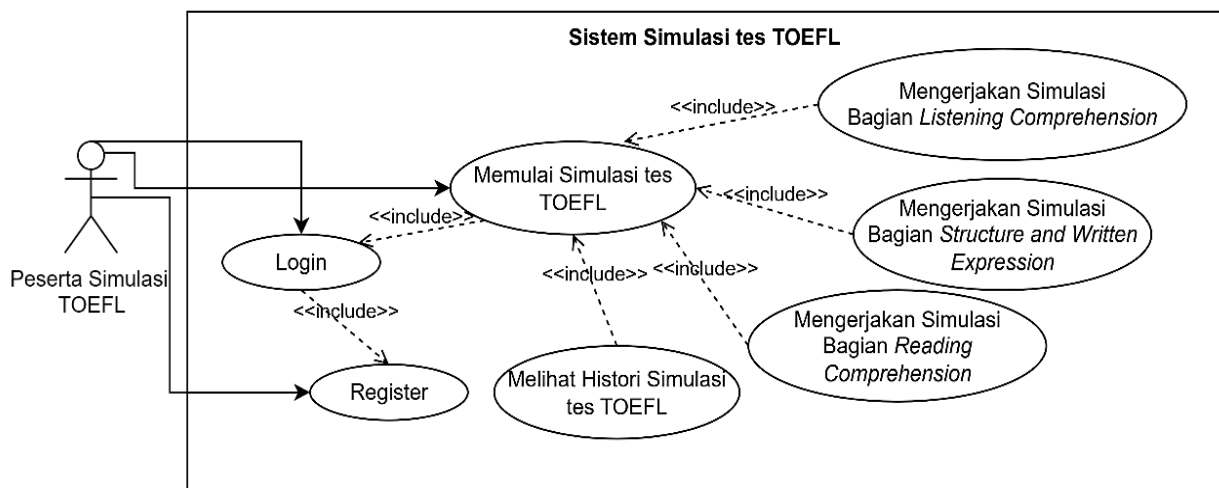 Sistem Simulasi tes TOEFL
Mengerjakan Simulasi
Bagian Listening Comprehension
<<include>>
Memulai Simulasi tes
TOEFL
<<include>>
Mengerjakan Simulasi
Bagian Structure and Written
Expression
<<include>>
Login
Peserta Simulasi
TOEFL
<<include>>
<<include>>
<<include>>
Mengerjakan Simulasi
Bagian Reading
Comprehension
Register
Melihat Histori Simulasi
tes TOEFL